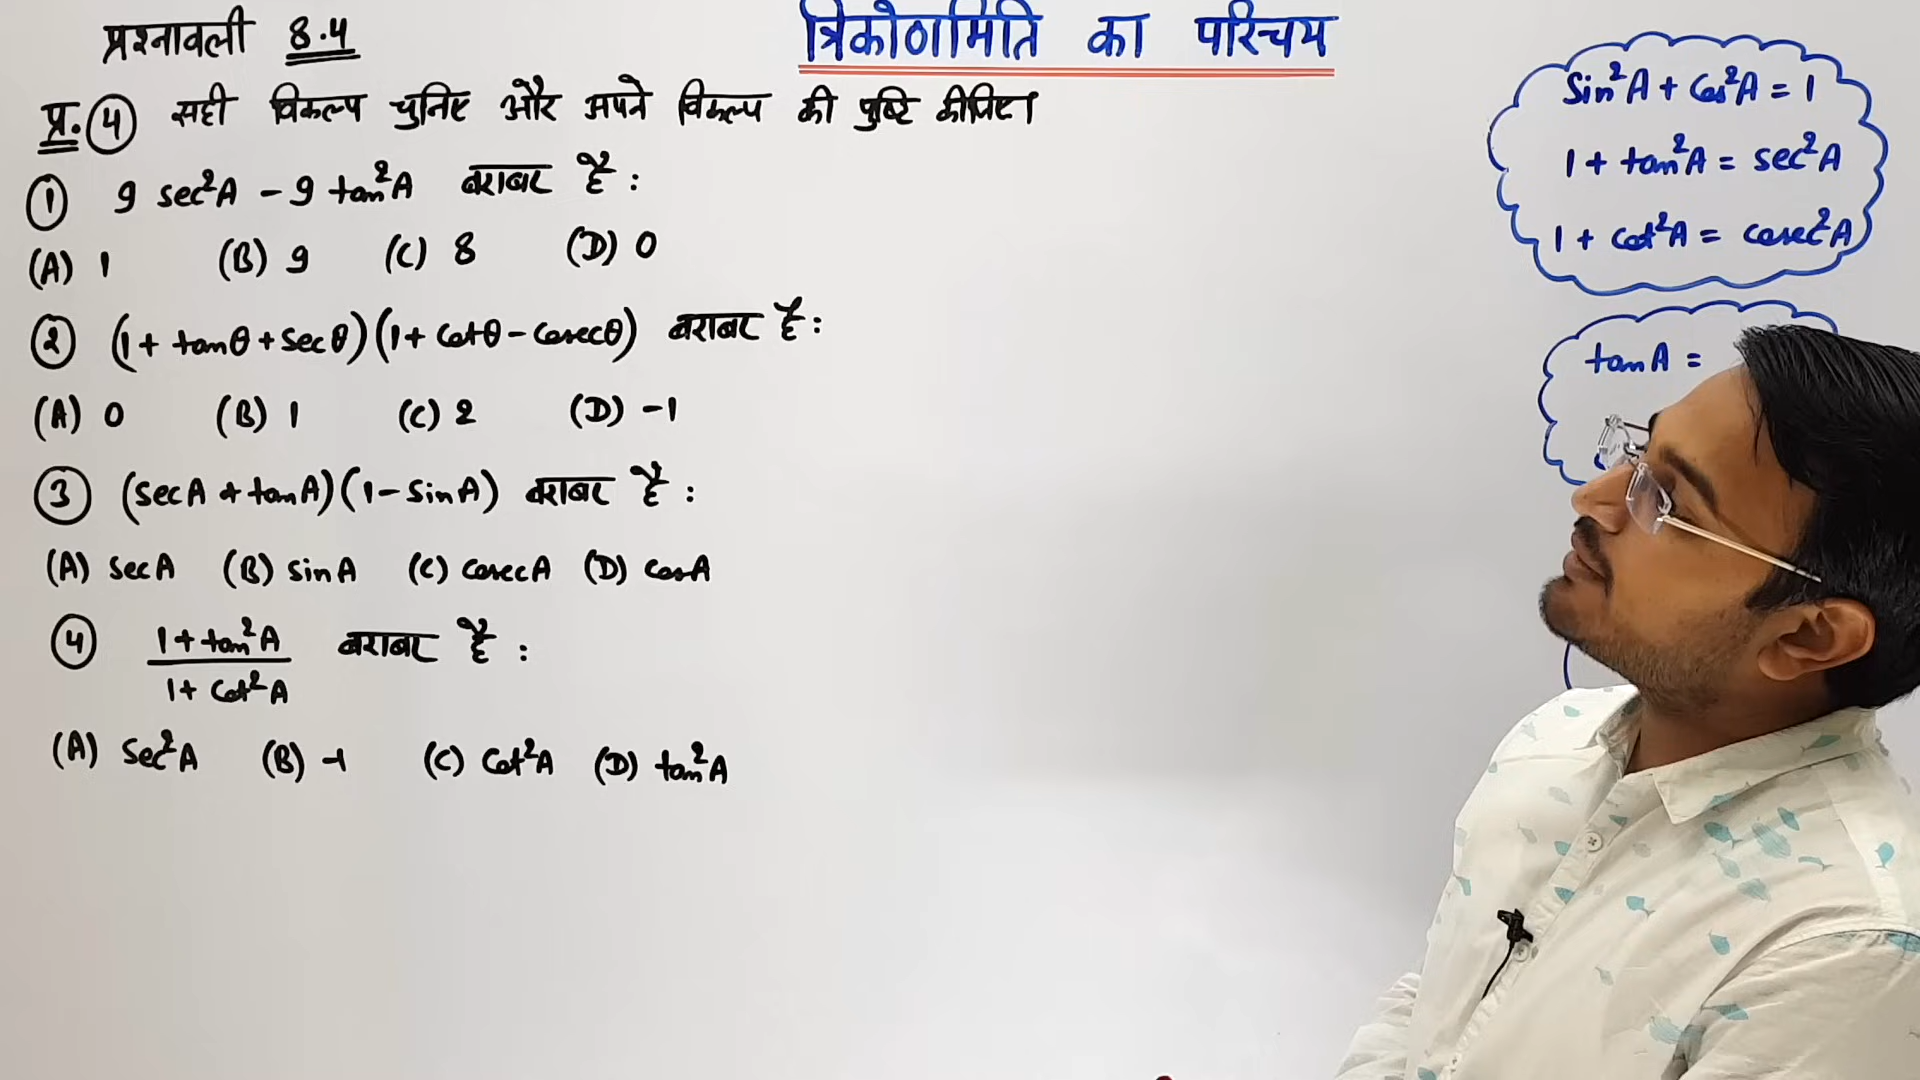 प्रश्नावली 8.4
त्रिकोणमिति का परिचय
प्र. ④ सही विकल्प चुनिए और अपने विकल्प की पुष्टि कीजिए।
① 9 sec²A - 9 tan²A बराबर है :
(A) 1 (B) 9 (C) 8 (D) 0
② (1 + tanθ + secθ)(1 + cotθ - cosecθ) बराबर है :
(A) 0 (B) 1 (C) 2 (D) -1
③ (secA + tanA)(1 - sinA) बराबर है :
(A) secA (B) sinA (C) cosecA (D) cosA
④ 1 + tan²A / 1 + cot²A बराबर है :
(A) sec²A (B) -1 (C) cot²A (D) tan²A
sin²A + cos²A = 1
1 + tan²A = sec²A
1 + cot²A = cosec²A
tanA =